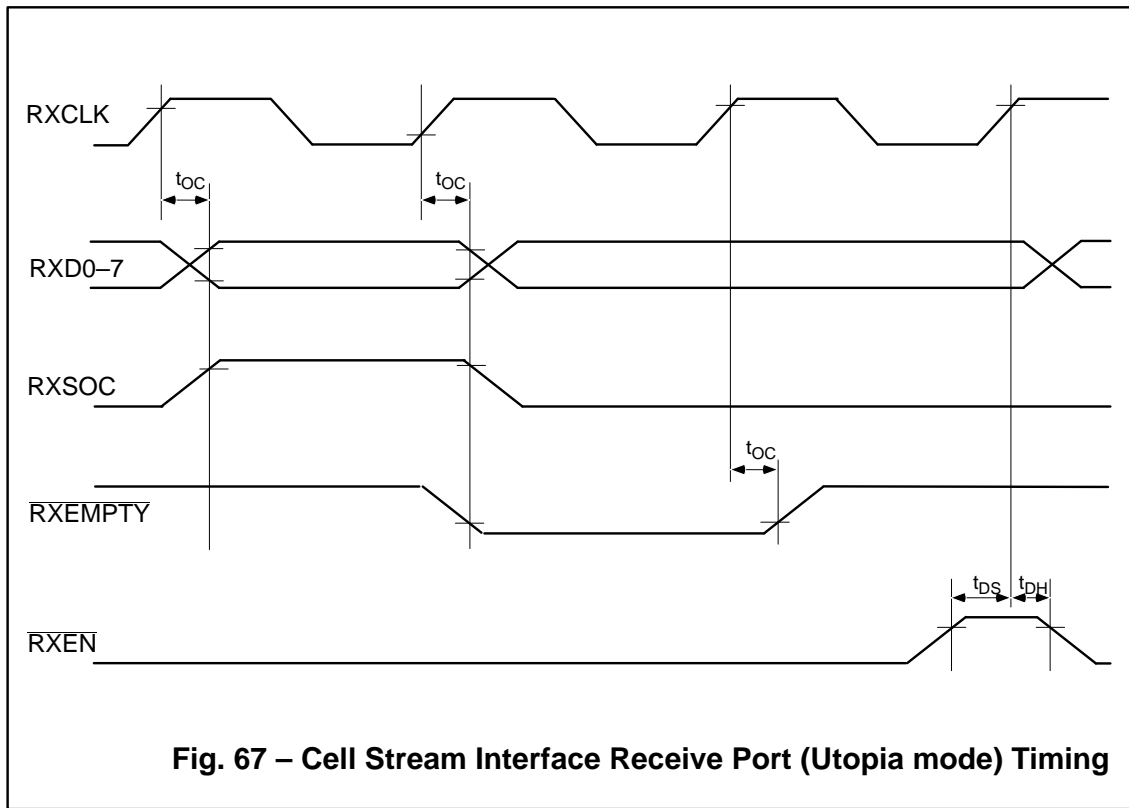 RXCLK
tOC
tOC
RXD0–7
RXSOC
tOC
RXEMPTY
tDS
tDH
RXEN
Fig. 67 – Cell Stream Interface Receive Port (Utopia mode) Timing